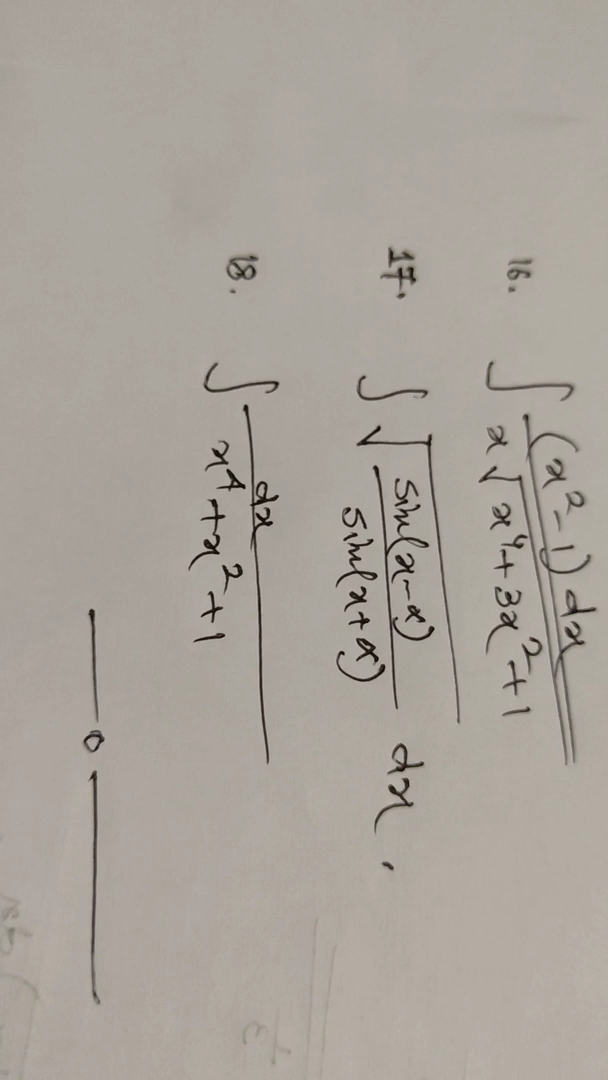 16. ∫ (x² - 1) dx / x√(x⁴ + 3x² + 1)
17. ∫ √(sin(x - α) / sin(x + α)) dx.
18. ∫ dx / (x⁴ + x² + 1)